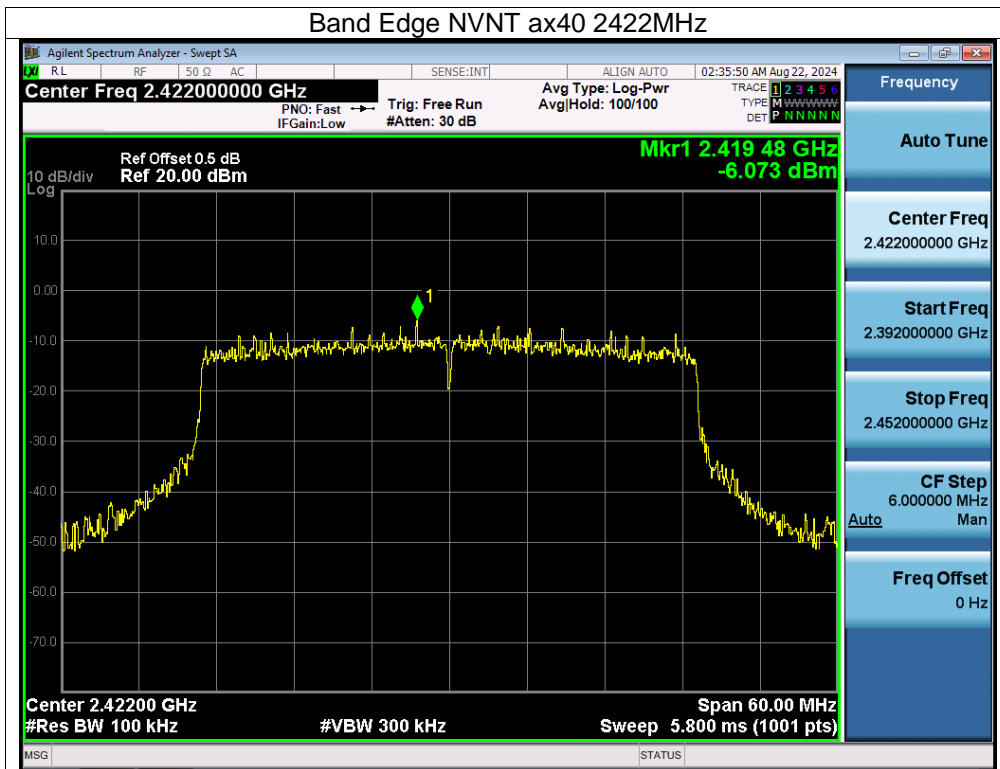 Band Edge NVNT ax40 2422MHz
Agilent Spectrum Analyzer - Swept SA
LXI RL RF 50 Ω AC SENSE:INT ALIGN AUTO 02:35:50 AM Aug 22, 2024
Center Freq 2.422000000 GHz
PNO: Fast
IFGain:Low
Trig: Free Run
#Atten: 30 dB
Avg Type: Log-Pwr
Avg|Hold: 100/100
TRACE 1 2 3 4 5 6
TYPE M WWWWW
DET P N N N N N
Mkr1 2.419 48 GHz
-6.073 dBm
Ref Offset 0.5 dB
10 dB/div Ref 20.00 dBm
Log
10.0
0.00
-10.0
-20.0
-30.0
-40.0
-50.0
-60.0
-70.0
1
Center 2.42200 GHz Span 60.00 MHz
#Res BW 100 kHz #VBW 300 kHz Sweep 5.800 ms (1001 pts)
MSG STATUS
Frequency
Auto Tune
Center Freq
2.422000000 GHz
Start Freq
2.392000000 GHz
Stop Freq
2.452000000 GHz
CF Step
6.000000 MHz
Auto Man
Freq Offset
0 Hz